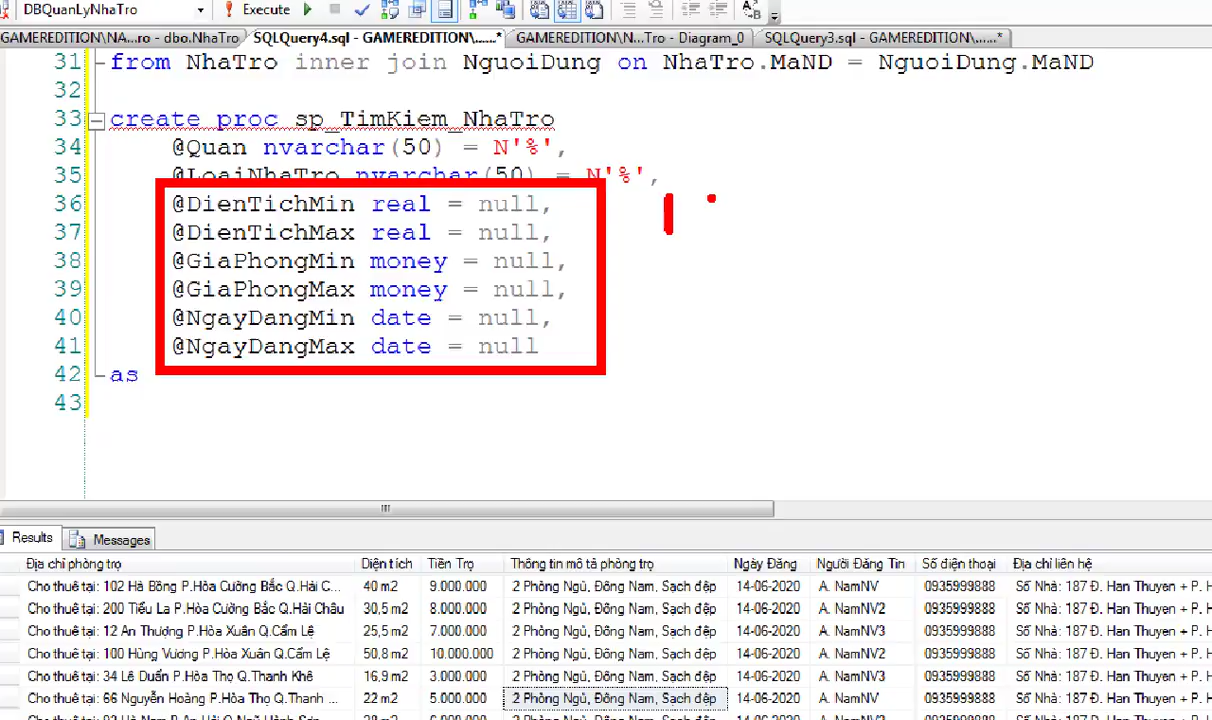 DBQuanLyNhaTro Execute
GAMEREDITION\NA...ro - dbo.NhaTro SQLQuery4.sql - GAMEREDITION\......* GAMEREDITION\N...Tro - Diagram_0 SQLQuery3.sql - GAMEREDITION\......*
31 from NhaTro inner join NguoiDung on NhaTro.MaND = NguoiDung.MaND
32
33 create proc sp_TimKiem_NhaTro
34 @Quan nvarchar(50) = N'%',
35 @LoaiNhaTro nvarchar(50) = N'%',
36 @DienTichMin real = null,
37 @DienTichMax real = null,
38 @GiaPhongMin money = null,
39 @GiaPhongMax money = null,
40 @NgayDangMin date = null,
41 @NgayDangMax date = null
42 as
43
Results Messages
Địa chỉ phòng trọ Diện tích Tiền Trọ Thông tin mô tả phòng trọ Ngày Đăng Người Đăng Tin Số điện thoại Địa chỉ liên hệ
Cho thuê tại: 102 Hà Bồng P.Hòa Cường Bắc Q.Hải C... 40 m2 9.000.000 2 Phòng Ngủ, Đông Nam, Sạch đẹp 14-06-2020 A. NamNV 0935999888 Số Nhà: 187 Đ. Han Thuyen + P. H
Cho thuê tại: 200 Tiểu La P.Hòa Cường Bắc Q.Hải Châu 30,5 m2 8.000.000 2 Phòng Ngủ, Đông Nam, Sạch đẹp 14-06-2020 A. NamNV2 0935999888 Số Nhà: 187 Đ. Han Thuyen + P. H
Cho thuê tại: 12 An Thượng P.Hòa Xuân Q.Cẩm Lệ 25,5 m2 7.000.000 2 Phòng Ngủ, Đông Nam, Sạch đẹp 14-06-2020 A. NamNV3 0935999888 Số Nhà: 187 Đ. Han Thuyen + P. H
Cho thuê tại: 100 Hùng Vương P.Hòa Xuân Q.Cẩm Lệ 50,8 m2 10.000.000 2 Phòng Ngủ, Đông Nam, Sạch đẹp 14-06-2020 A. NamNV2 0935999888 Số Nhà: 187 Đ. Han Thuyen + P. H
Cho thuê tại: 34 Lê Duẩn P.Hòa Thọ Q.Thanh Khê 16,9 m2 3.000.000 2 Phòng Ngủ, Đông Nam, Sạch đẹp 14-06-2020 A. NamNV3 0935999888 Số Nhà: 187 Đ. Han Thuyen + P. H
Cho thuê tại: 66 Nguyễn Hoàng P.Hòa Thọ Q.Thanh ... 22 m2 5.000.000 2 Phòng Ngủ, Đông Nam, Sạch đẹp 14-06-2020 A. NamNV 0935999888 Số Nhà: 187 Đ. Han Thuyen + P. H